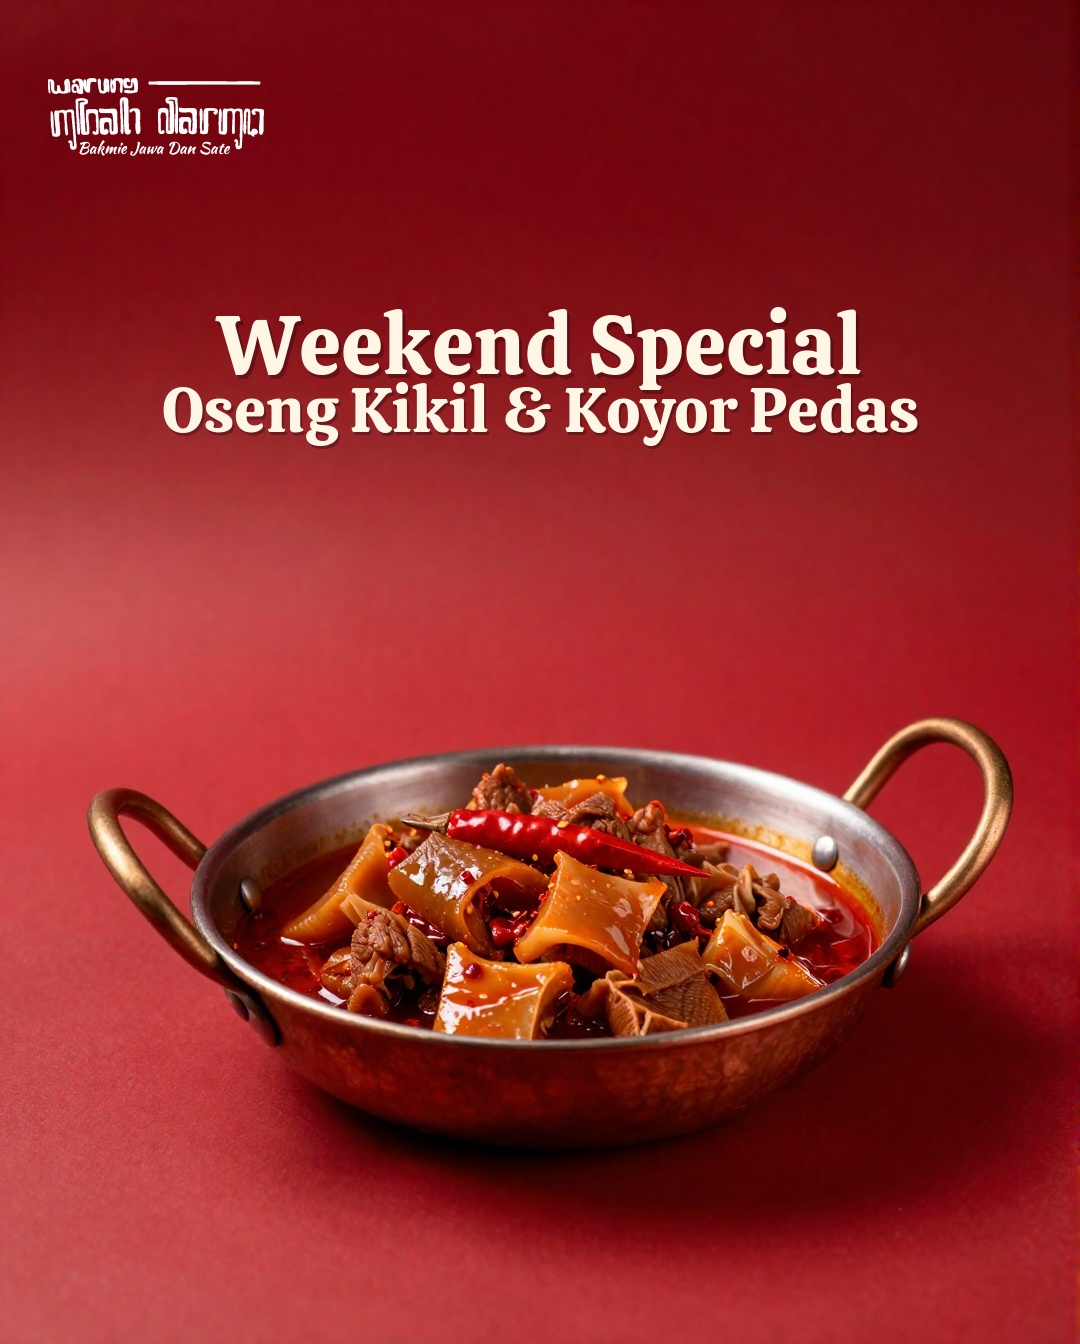 warung
mbah darmo
Bakmie Jawa Dan Sate
Weekend Special
Oseng Kikil & Koyor Pedas